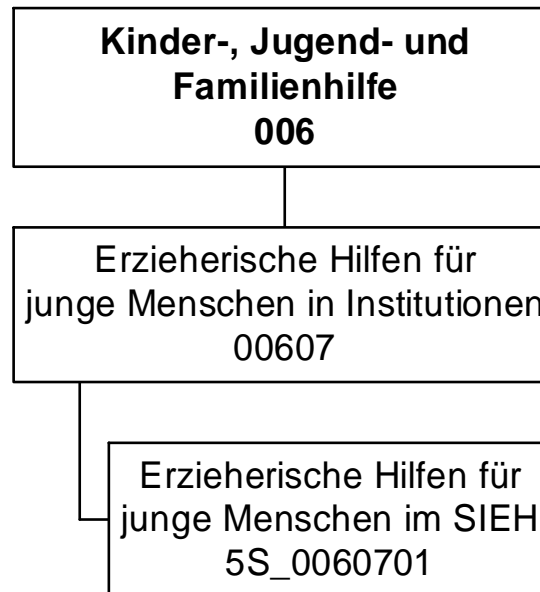 Kinder-, Jugend- und
Familienhilfe
006
Erzieherische Hilfen für
junge Menschen in Institutionen
00607
Erzieherische Hilfen für
junge Menschen im SIEH
5S_0060701